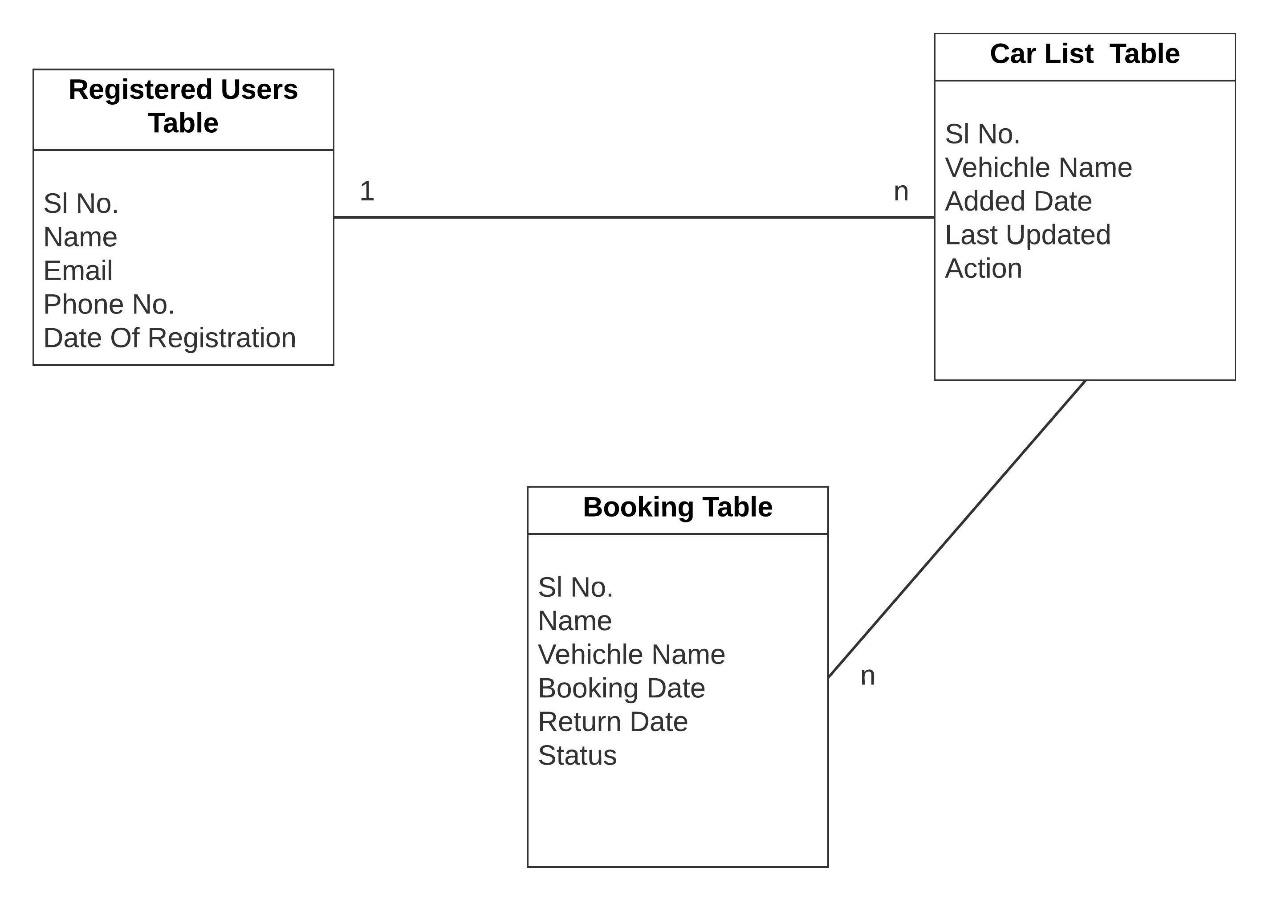 Registered Users
Table
Sl No.
Name
Email
Phone No.
Date Of Registration
1
n
Car List  Table
Sl No.
Vehichle Name
Added Date
Last Updated
Action
Booking Table
Sl No.
Name
Vehichle Name
Booking Date
Return Date
Status
n